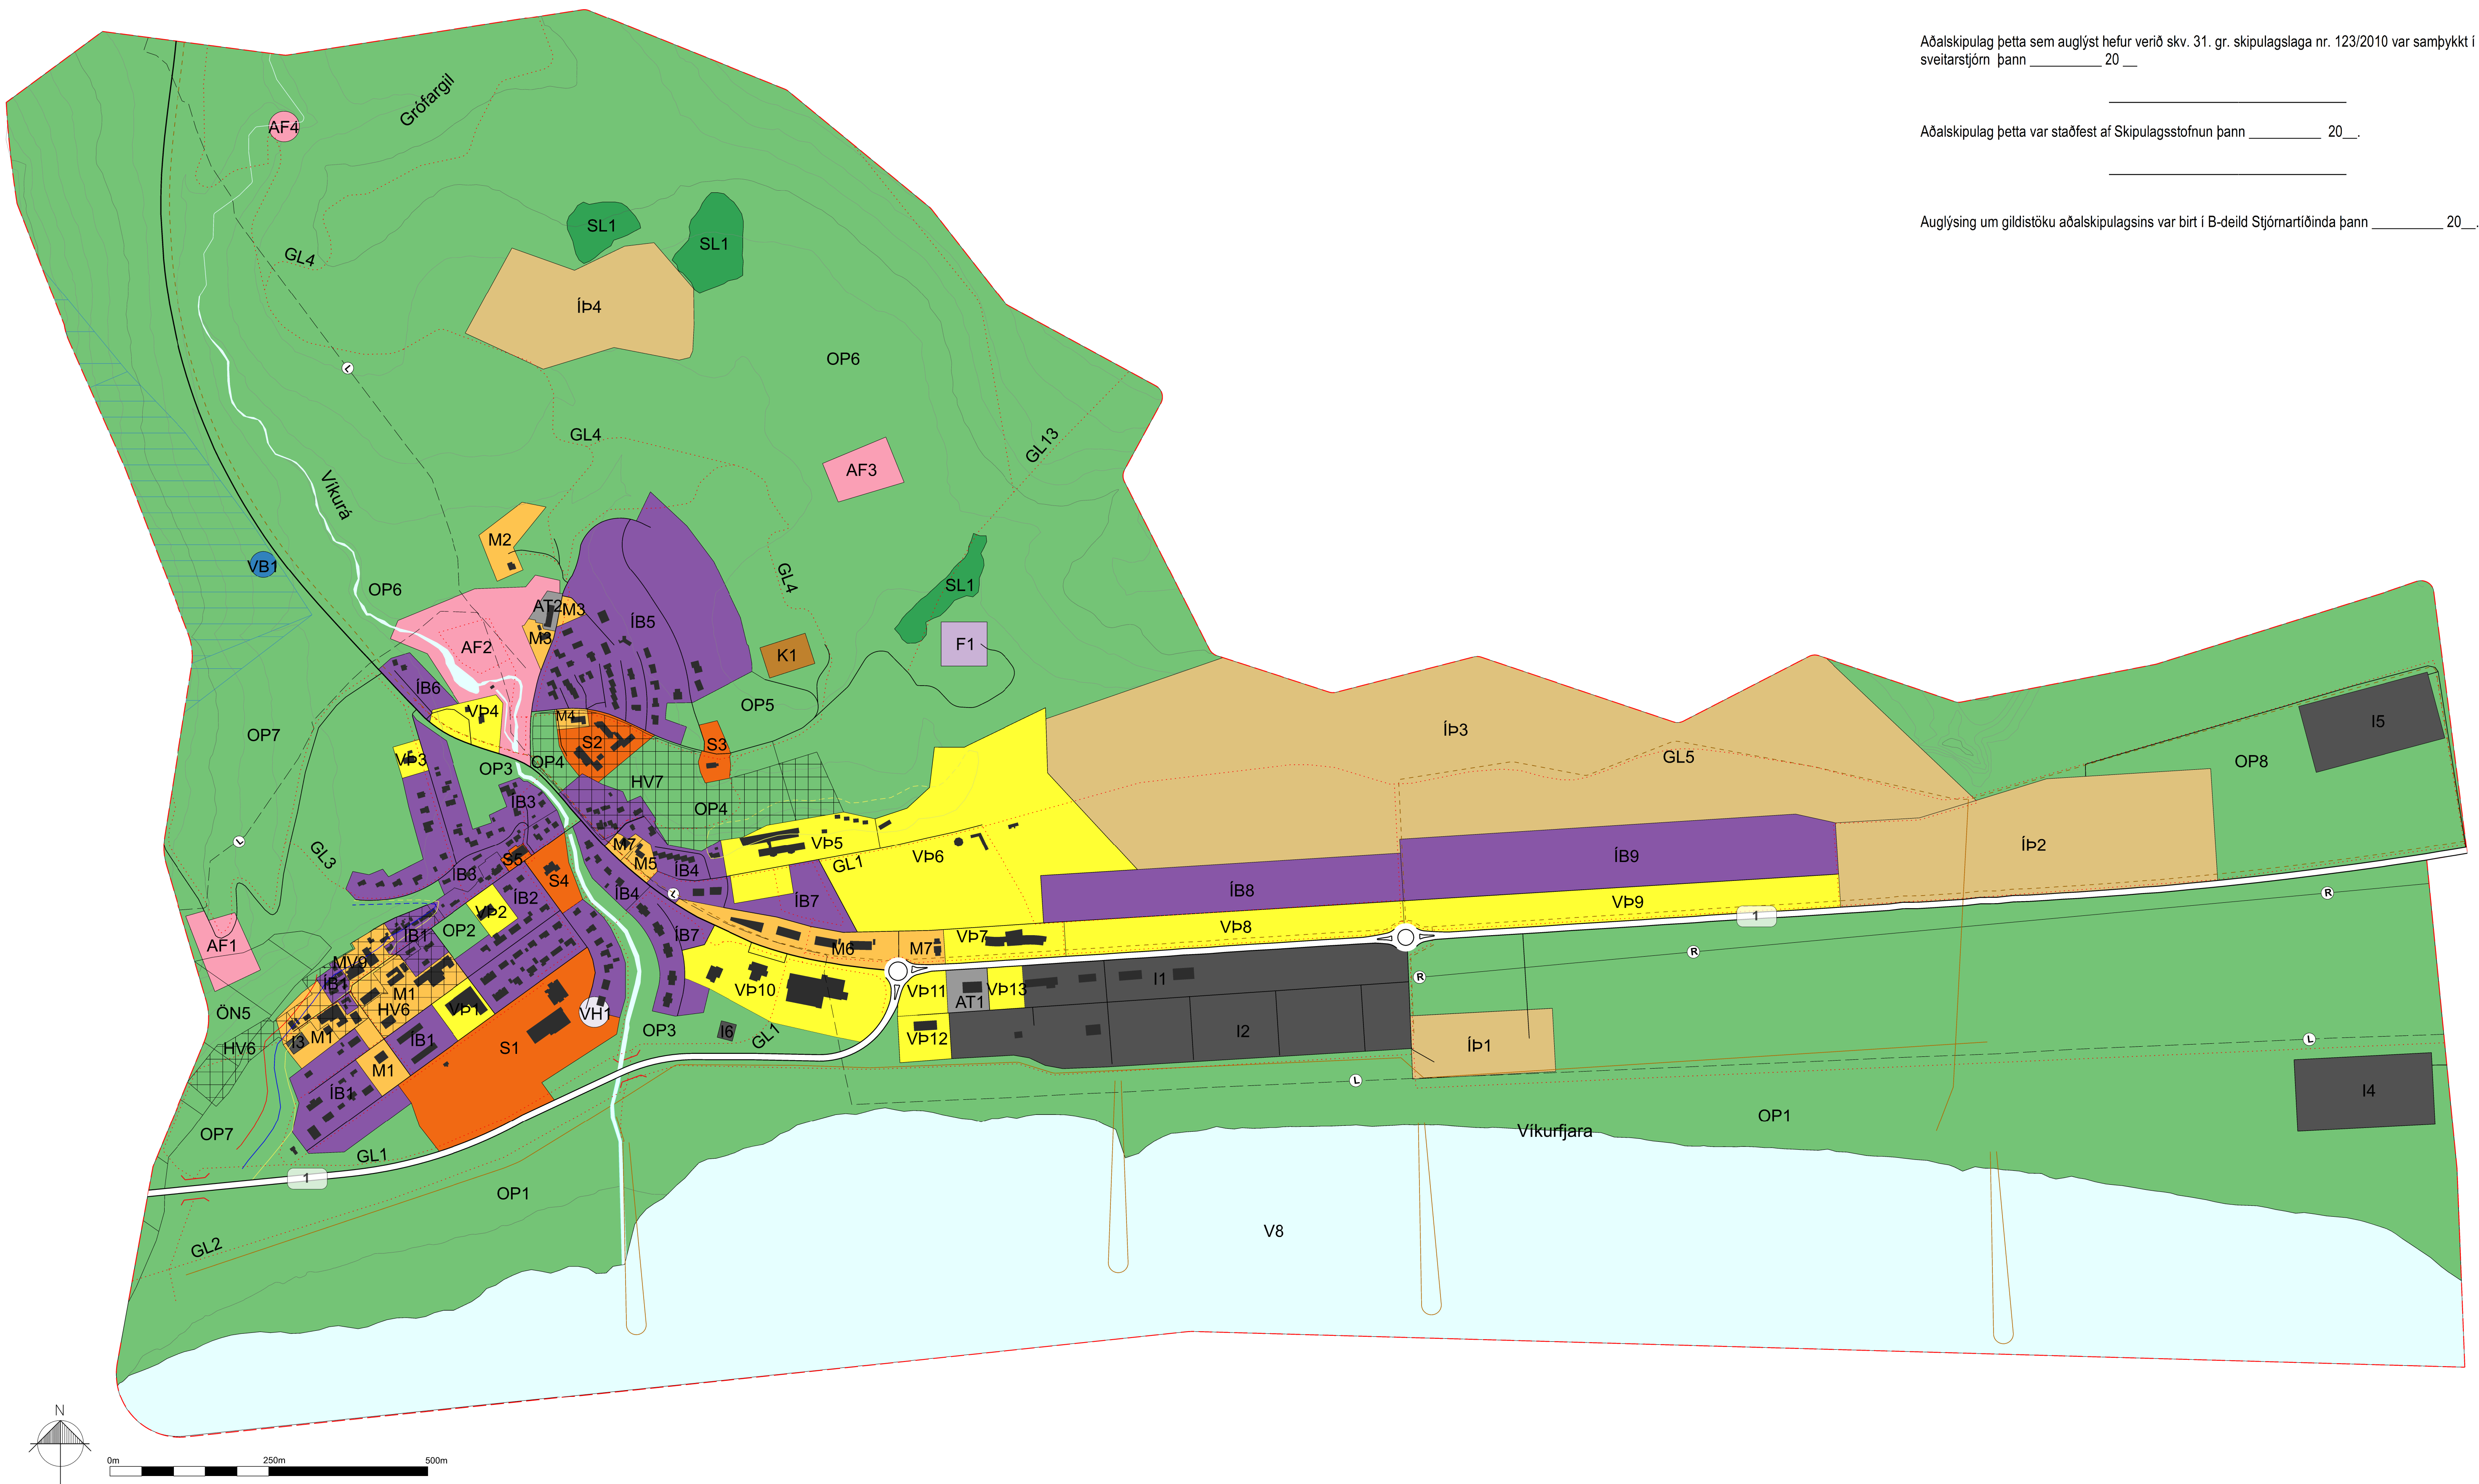 Aðalskipulag þetta sem auglýst hefur verið skv. 31. gr. skipulagslaga nr. 123/2010 var samþykkt í
sveitarstjórn þann __________ 20 __
Aðalskipulag þetta var staðfest af Skipulagsstofnun þann __________ 20__.
Auglýsing um gildistöku aðalskipulagsins var birt í B-deild Stjórnartíðinda þann __________ 20__.
Grófargil
AF4
SL1
SL1
GL4
ÍÞ4
OP6
L
GL4
GL13
AF3
Víkurá
M2
VB1
GL4
OP6
SL1
AT2
M3
ÍB5
M3
F1
AF2
K1
ÍB6
OP5
VÞ4
M4
OP7
S2
S3
ÍÞ3
I5
VÞ3
OP3
OP4
GL5
OP8
HV7
ÍB3
OP4
L
M7
VÞ5
ÍÞ2
GL3
S5
M5
GL1
VÞ6
ÍB9
ÍB3
S4
ÍB4
ÍB8
L
ÍB4
R
ÍB2
ÍB7
VÞ9
VÞ2
1
OP2
VÞ8
ÍB1
ÍB7
VÞ7
AF1
M6
M7
R
MV9
R
ÍB1
I1
M1
VÞ10
VÞ11
VÞ13
AT1
HV6
VÞ1
ÖN5
VH1
OP3
I6
GL1
I2
M1
I3
VÞ12
ÍB1
L
HV6
S1
ÍÞ1
M1
L
I4
ÍB1
OP1
OP7
Víkurfjara
GL1
1
OP1
V8
GL2
N
0m
250m
500m